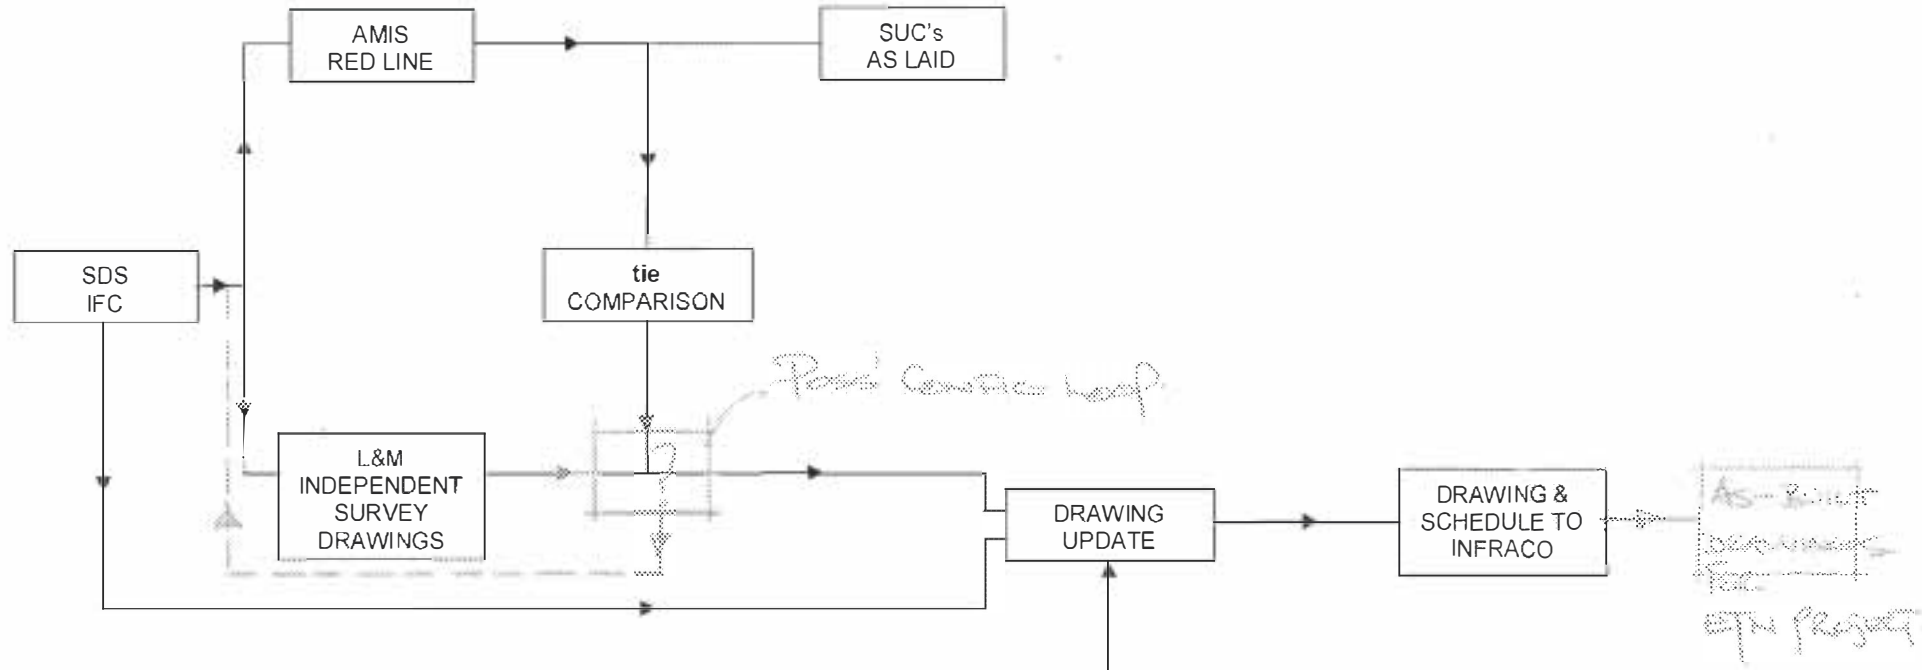 AMIS
RED LINE
SUC's
AS LAID
SDS
IFC
tie
COMPARISON
Loop
?
L&M
INDEPENDENT
SURVEY
DRAWINGS
DRAWING
UPDATE
DRAWING &
SCHEDULE TO
INFRACO
AS-BUILT
FOR
ETN PROJECT